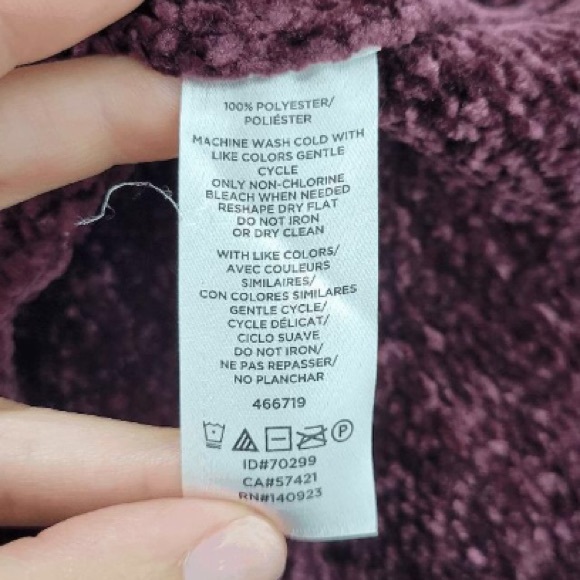 100% POLYESTER/
POLIÉSTER
MACHINE WASH COLD WITH
LIKE COLORS GENTLE
CYCLE
ONLY NON-CHLORINE
BLEACH WHEN NEEDED
RESHAPE DRY FLAT
DO NOT IRON
OR DRY CLEAN
WITH LIKE COLORS/
AVEC COULEURS
SIMILAIRES/
CON COLORES SIMILARES
GENTLE CYCLE/
CYCLE DÉLICAT/
CICLO SUAVE
DO NOT IRON/
NE PAS REPASSER/
NO PLANCHAR
466719
P
ID#70299
CA#57421
RN#140923